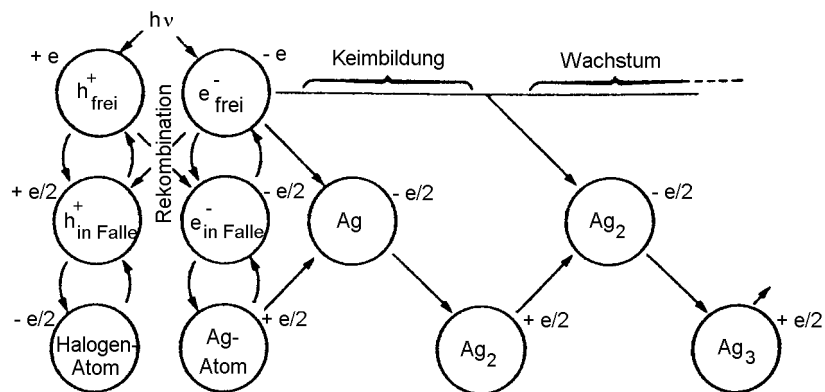 hν
+ e
- e
Keimbildung
Wachstum
h+ frei
e- frei
Rekombination
+ e/2
- e/2
- e/2
- e/2
h+ in Falle
e- in Falle
Ag
Ag2
- e/2
+ e/2
+ e/2
+ e/2
Halogen-
Atom
Ag-
Atom
Ag2
Ag3